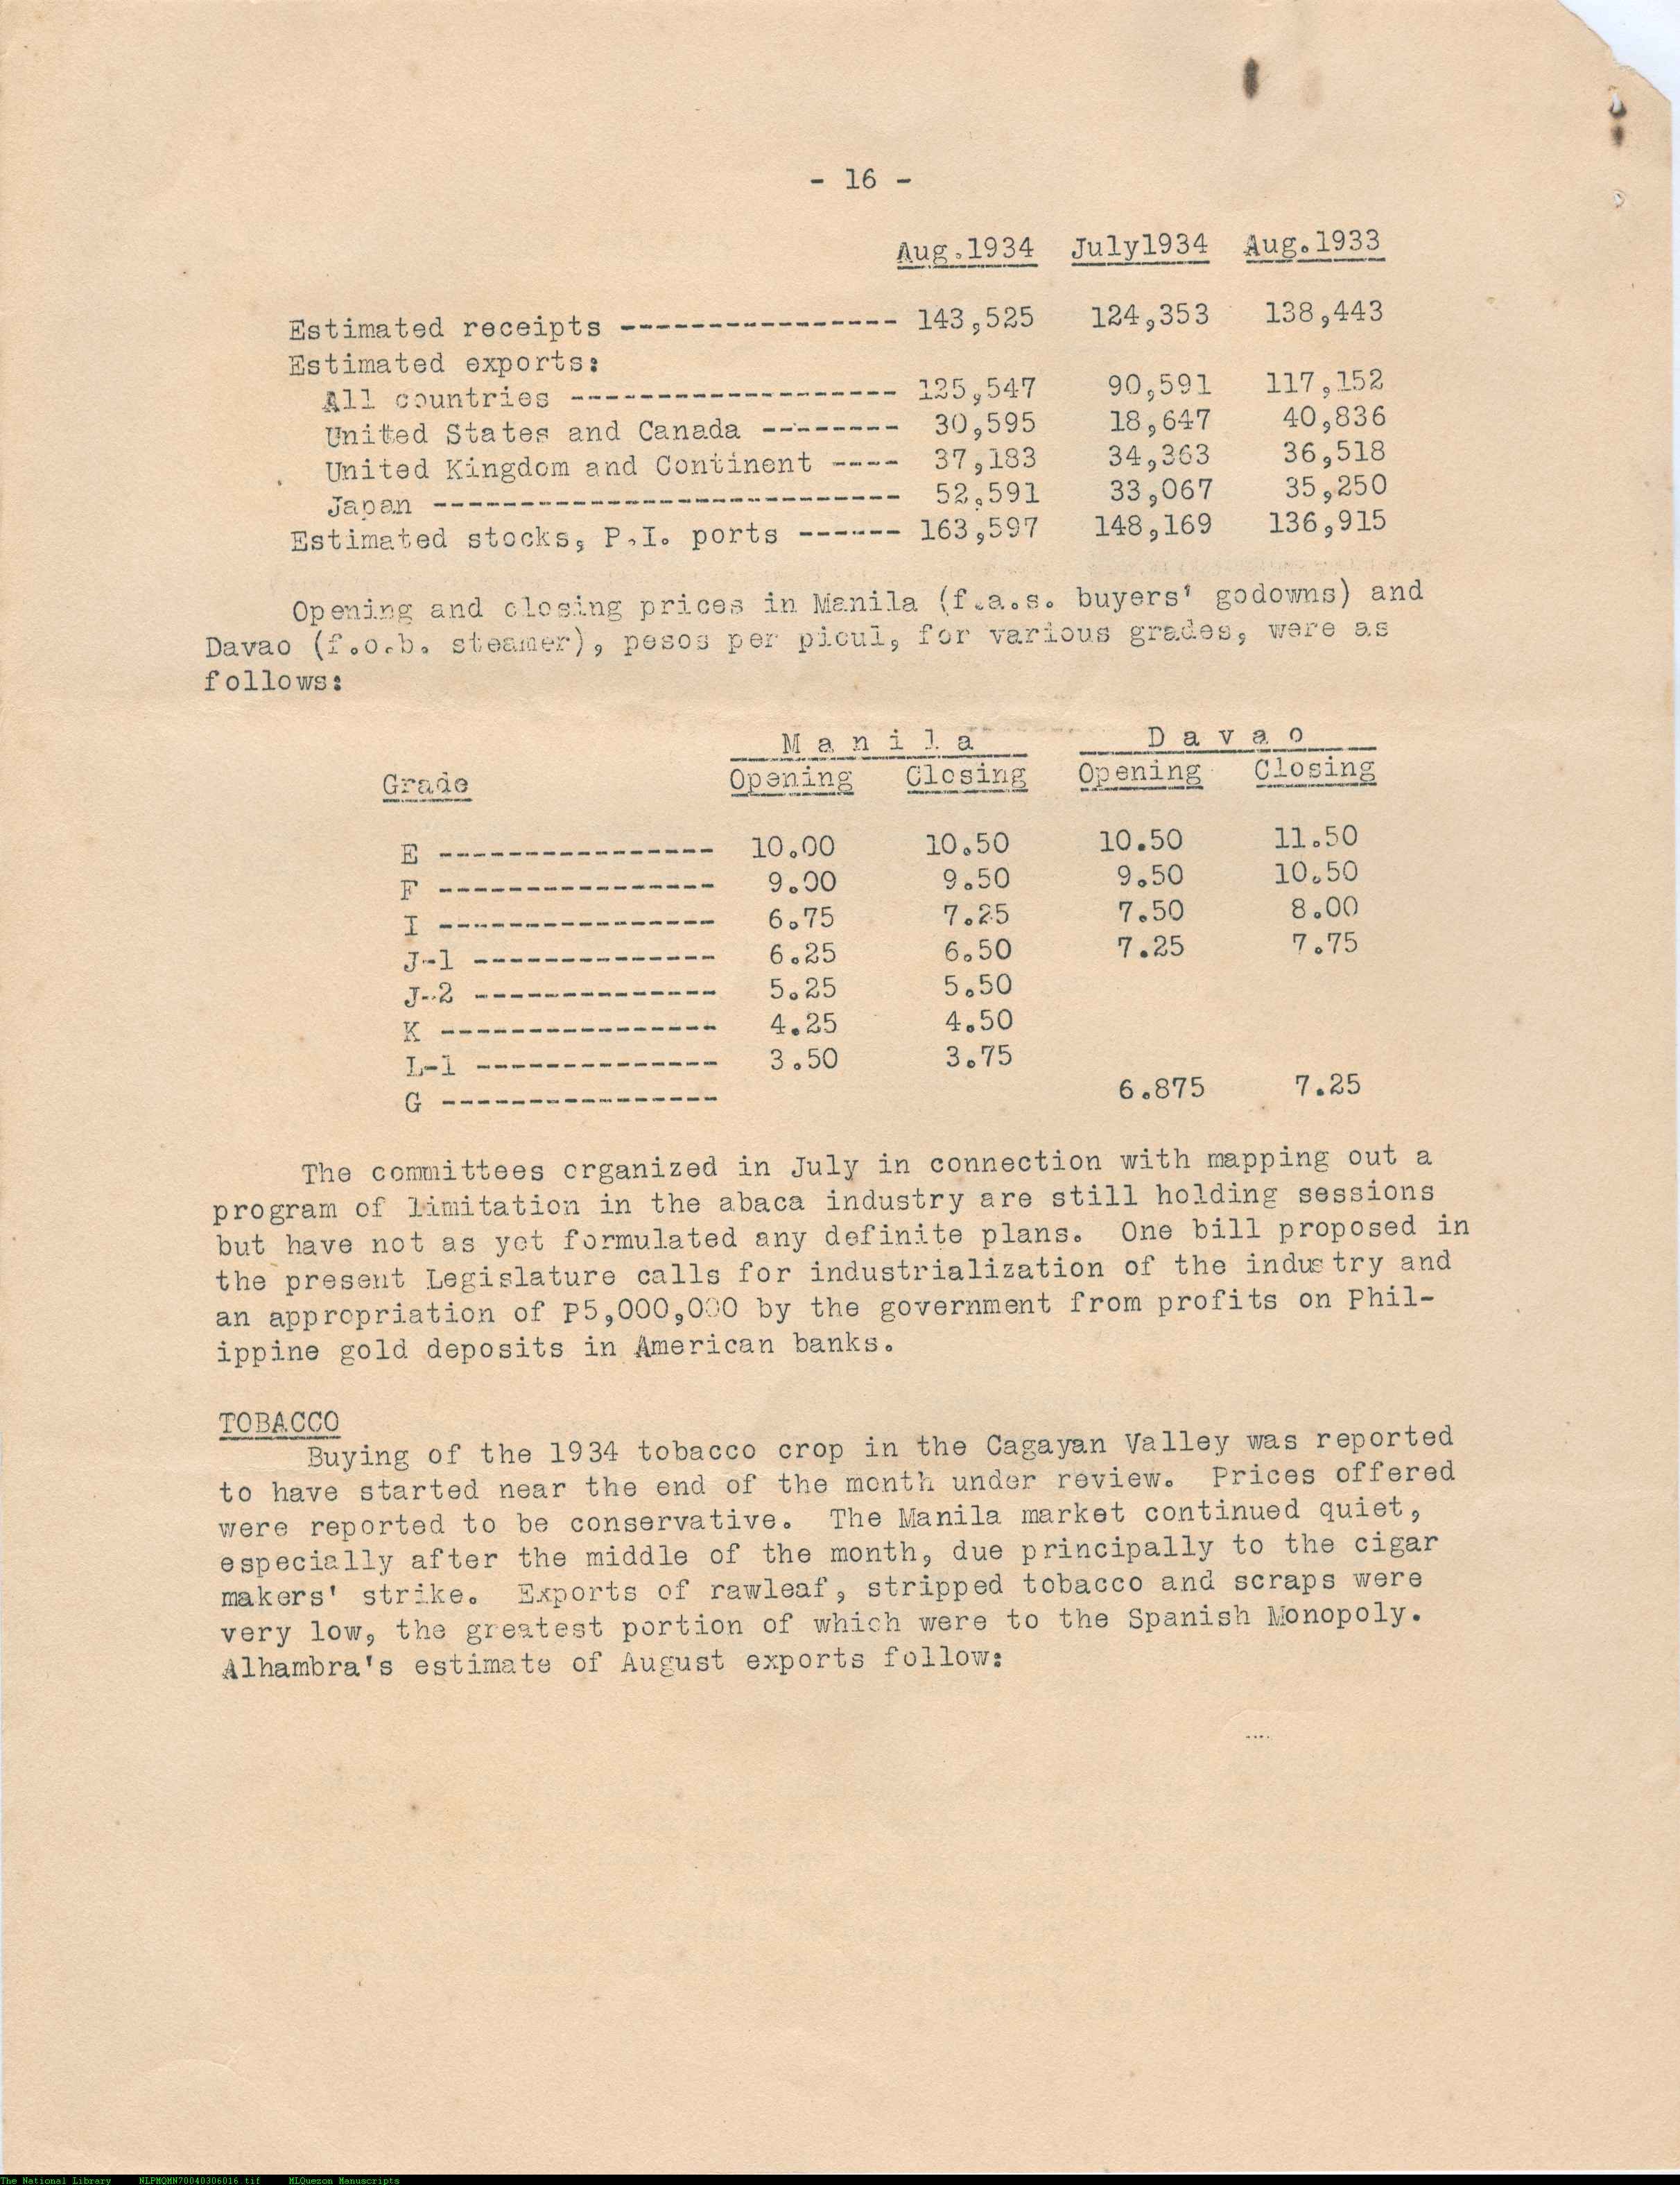 - 16 -
Aug.1934 July1934 Aug.1933
Estimated receipts ---------------- 143,525 124,353 138,443
Estimated exports:
All countries ------------------- 125,547 90,591 117,152
United States and Canada -------- 30,595 18,647 40,836
United Kingdom and Continent ---- 37,183 34,363 36,518
Japan --------------------------- 52,591 33,067 35,250
Estimated stocks, P.I. ports ------ 163,597 148,169 136,915
Opening and closing prices in Manila (f.a.s. buyers' godowns) and
Davao (f.o.b. steamer), pesos per picul, for various grades, were as
follows:
M a n i l a D a v a o
Grade Opening Closing Opening Closing
E ---------------- 10.00 10.50 10.50 11.50
F ---------------- 9.00 9.50 9.50 10.50
I ---------------- 6.75 7.25 7.50 8.00
J-1 -------------- 6.25 6.50 7.25 7.75
J-2 -------------- 5.25 5.50
K ---------------- 4.25 4.50
L-1 -------------- 3.50 3.75
G ---------------- 6.875 7.25
The committees organized in July in connection with mapping out a
program of limitation in the abaca industry are still holding sessions
but have not as yet formulated any definite plans. One bill proposed in
the present Legislature calls for industrialization of the industry and
an appropriation of P5,000,000 by the government from profits on Phil-
ippine gold deposits in American banks.
TOBACCO
Buying of the 1934 tobacco crop in the Cagayan Valley was reported
to have started near the end of the month under review. Prices offered
were reported to be conservative. The Manila market continued quiet,
especially after the middle of the month, due principally to the cigar
makers' strike. Exports of rawleaf, stripped tobacco and scraps were
very low, the greatest portion of which were to the Spanish Monopoly.
Alhambra's estimate of August exports follow:
The National Library NLPMQMN70040306016.tif MLQuezon Manuscripts